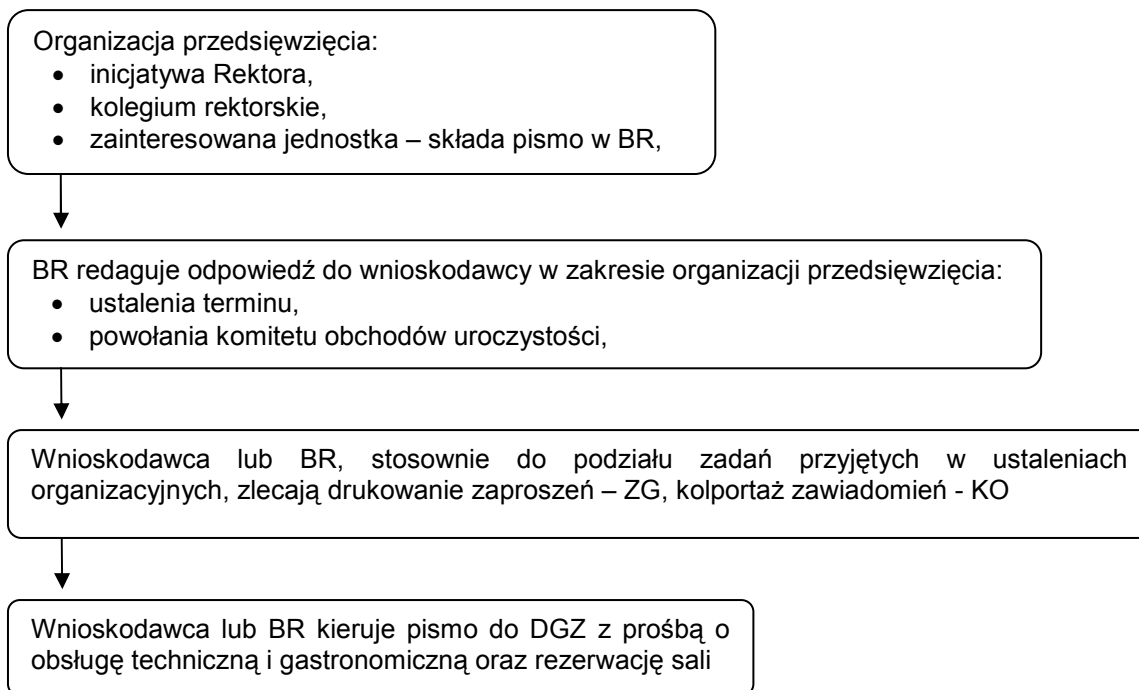 Organizacja przedsięwzięcia:
• inicjatywa Rektora,
• kolegium rektorskie,
• zainteresowana jednostka – składa pismo w BR,
BR redaguje odpowiedź do wnioskodawcy w zakresie organizacji przedsięwzięcia:
• ustalenia terminu,
• powołania komitetu obchodów uroczystości,
Wnioskodawca lub BR, stosownie do podziału zadań przyjętych w ustaleniach
organizacyjnych, zlecają drukowanie zaproszeń – ZG, kolportaż zawiadomień - KO
Wnioskodawca lub BR kieruje pismo do DGZ z prośbą o
obsługę techniczną i gastronomiczną oraz rezerwację sali